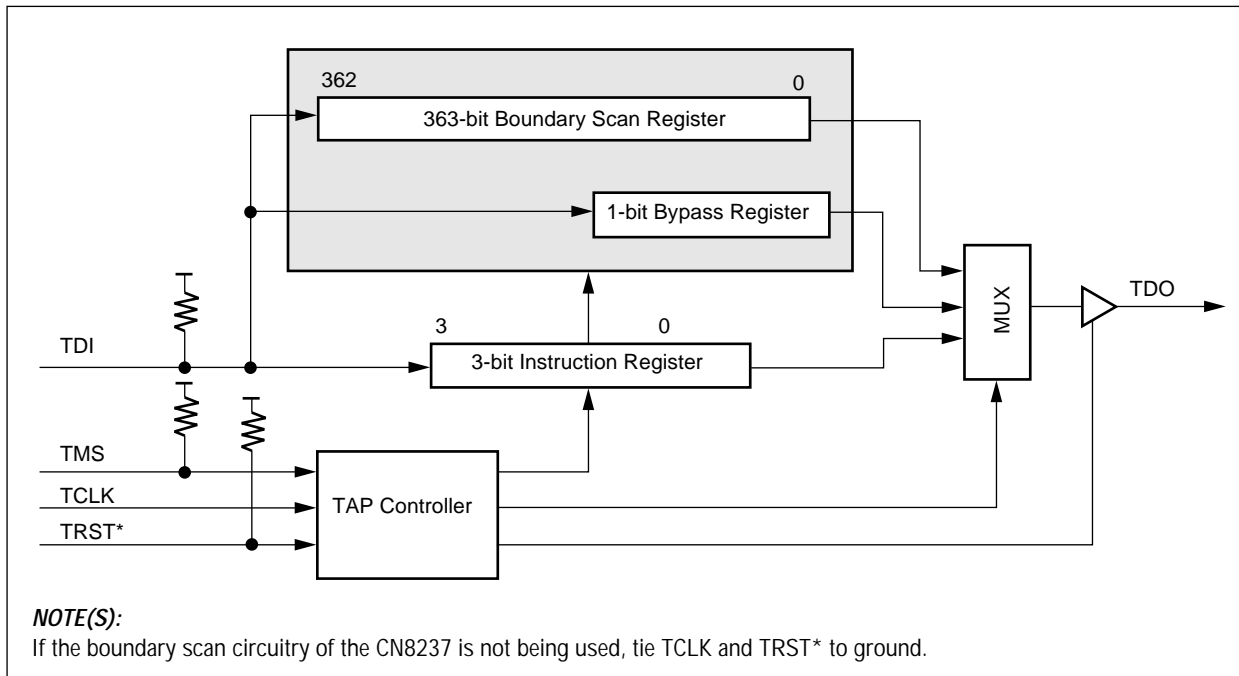 362
0
363-bit Boundary Scan Register
1-bit Bypass Register
MUX
TDO
3
0
TDI
3-bit Instruction Register
TMS
TCLK
TRST*
TAP Controller
NOTE(S):
If the boundary scan circuitry of the CN8237 is not being used, tie TCLK and TRST* to ground.